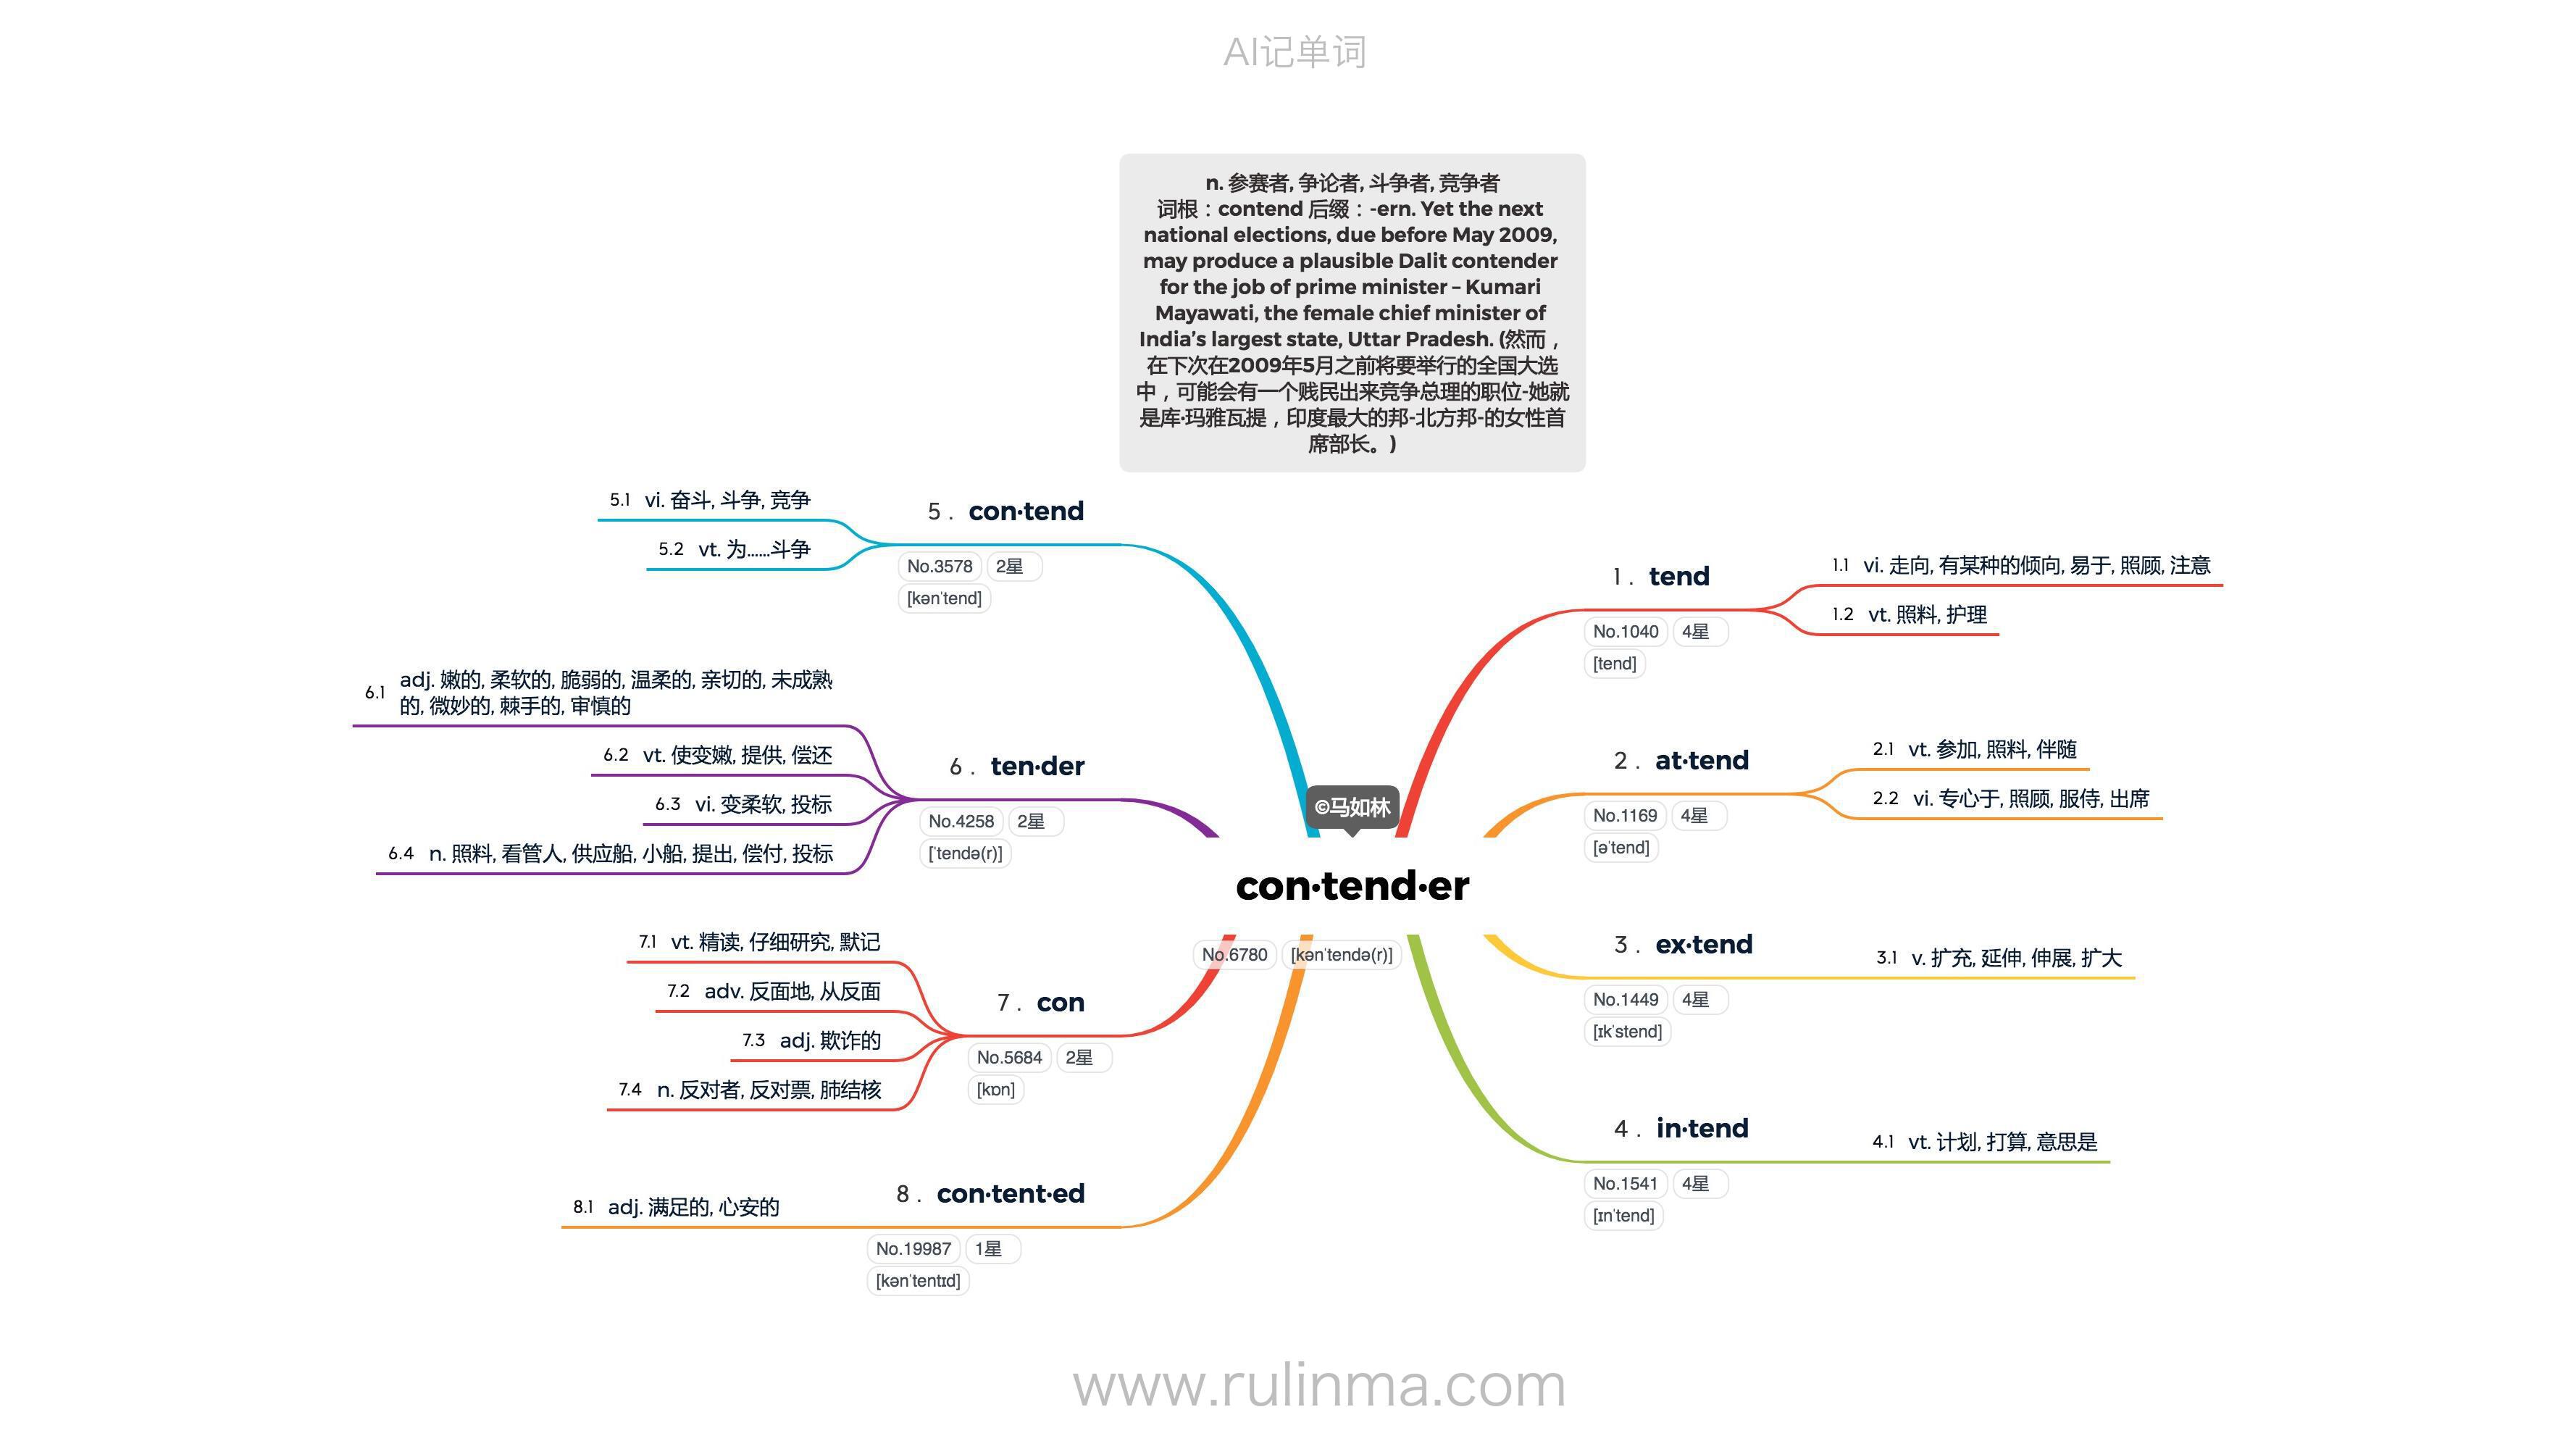 AI记单词
n. 参赛者, 争论者, 斗争者, 竞争者
词根：contend 后缀：-ern. Yet the next
national elections, due before May 2009,
may produce a plausible Dalit contender
for the job of prime minister – Kumari
Mayawati, the female chief minister of
India’s largest state, Uttar Pradesh. (然而，
在下次在2009年5月之前将要举行的全国大选
中，可能会有一个贱民出来竞争总理的职位-她就
是库·玛雅瓦提，印度最大的邦-北方邦-的女性首
席部长。)
©马如林
con·tend·er
No.6780 [kənˈtendə(r)]
1. tend
No.1040 4星
[tend]
1.1 vi. 走向, 有某种的倾向, 易于, 照顾, 注意
1.2 vt. 照料, 护理
2. at·tend
No.1169 4星
[əˈtend]
2.1 vt. 参加, 照料, 伴随
2.2 vi. 专心于, 照顾, 服侍, 出席
3. ex·tend
No.1449 4星
[ɪkˈstend]
3.1 v. 扩充, 延伸, 伸展, 扩大
4. in·tend
No.1541 4星
[ɪnˈtend]
4.1 vt. 计划, 打算, 意思是
5. con·tend
No.3578 2星
[kənˈtend]
5.1 vi. 奋斗, 斗争, 竞争
5.2 vt. 为……斗争
6. ten·der
No.4258 2星
[ˈtendə(r)]
6.1 adj. 嫩的, 柔软的, 脆弱的, 温柔的, 亲切的, 未成熟
的, 微妙的, 棘手的, 审慎的
6.2 vt. 使变嫩, 提供, 偿还
6.3 vi. 变柔软, 投标
6.4 n. 照料, 看管人, 供应船, 小船, 提出, 偿付, 投标
7. con
No.5684 2星
[kɒn]
7.1 vt. 精读, 仔细研究, 默记
7.2 adv. 反面地, 从反面
7.3 adj. 欺诈的
7.4 n. 反对者, 反对票, 肺结核
8. con·tent·ed
No.19987 1星
[kənˈtentɪd]
8.1 adj. 满足的, 心安的
www.rulinma.com